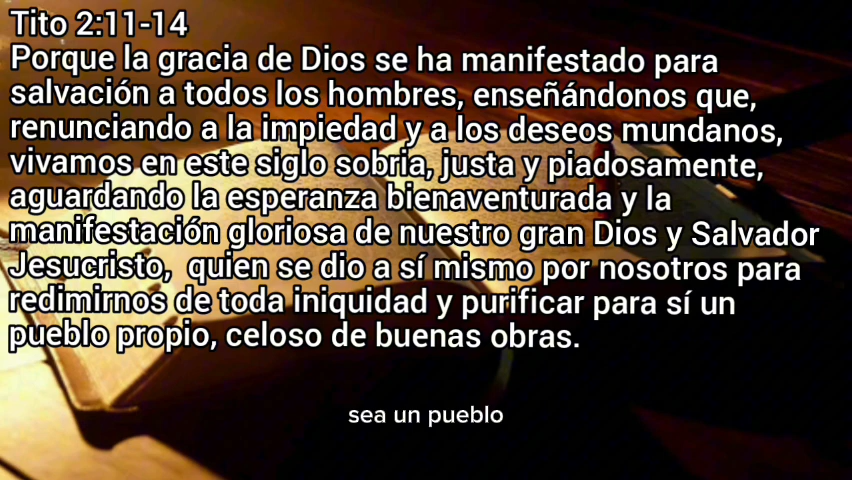 Tito 2:11-14
Porque la gracia de Dios se ha manifestado para
salvación a todos los hombres, enseñándonos que,
renunciando a la impiedad y a los deseos mundanos,
vivamos en este siglo sobria, justa y piadosamente,
aguardando la esperanza bienaventurada y la
manifestación gloriosa de nuestro gran Dios y Salvador
Jesucristo, quien se dio a sí mismo por nosotros para
redimirnos de toda iniquidad y purificar para sí un
pueblo propio, celoso de buenas obras.
sea un pueblo